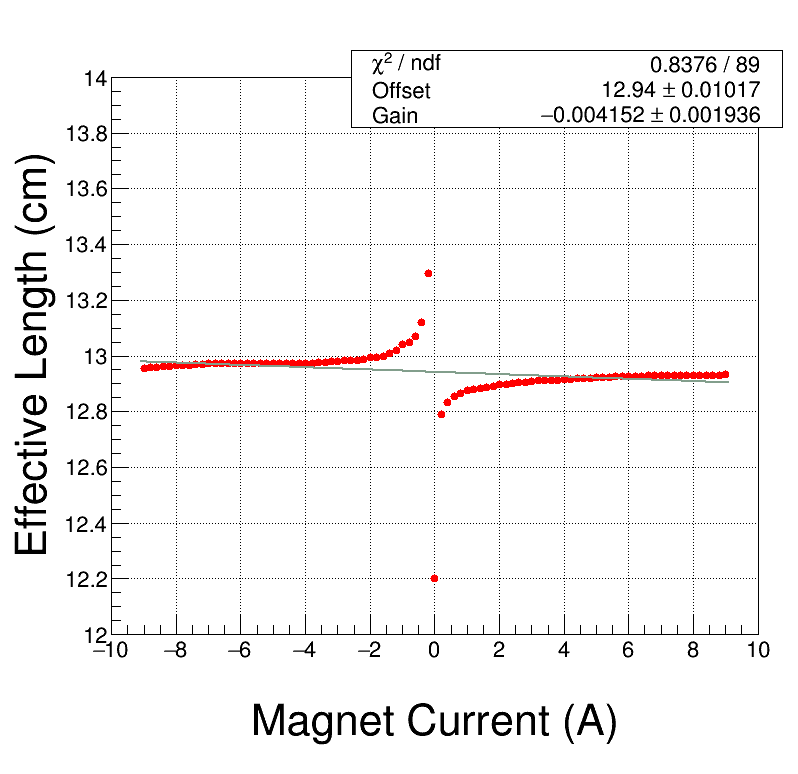 χ² / ndf 0.8376 / 89
Offset 12.94 ± 0.01017
Gain −0.004152 ± 0.001936
14
13.8
13.6
13.4
13.2
13
12.8
12.6
12.4
12.2
12
Effective Length (cm)
−10 −8 −6 −4 −2 0 2 4 6 8 10
Magnet Current (A)